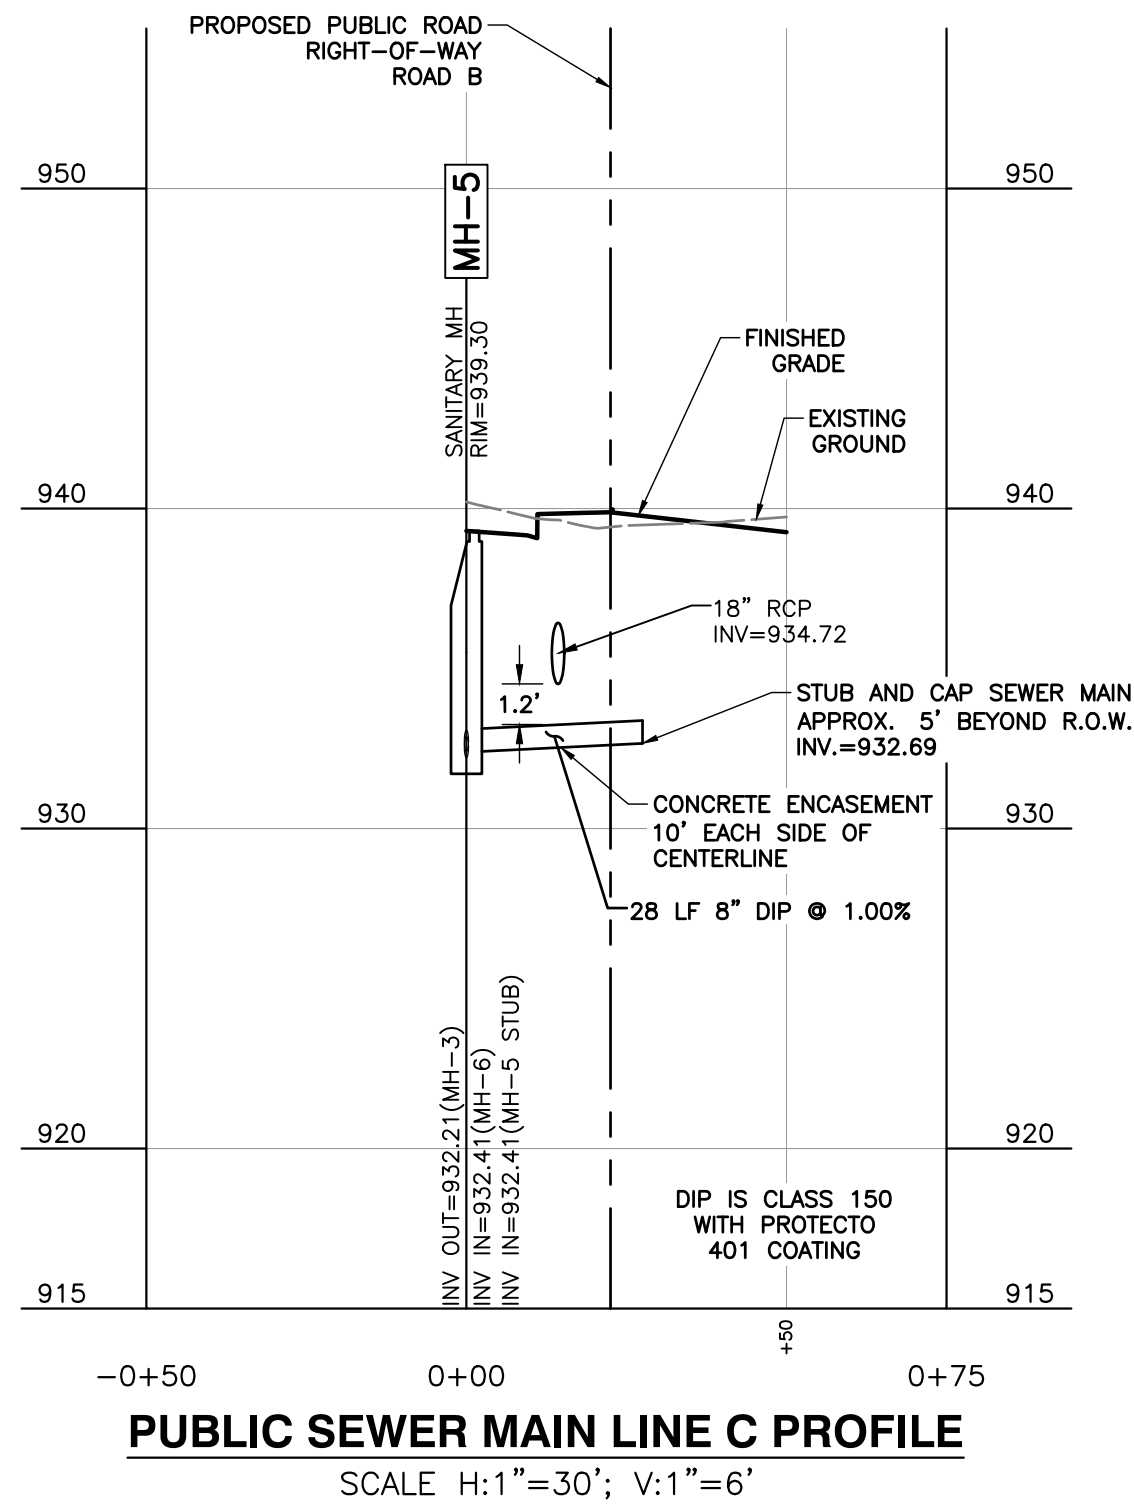 PROPOSED PUBLIC ROAD
RIGHT-OF-WAY
ROAD B
950
950
MH-5
SANITARY MH
RIM=939.30
FINISHED
GRADE
EXISTING
GROUND
940
940
18” RCP
INV=934.72
1.2’
STUB AND CAP SEWER MAIN
APPROX. 5’ BEYOND R.O.W.
INV.=932.69
930
930
CONCRETE ENCASEMENT
10’ EACH SIDE OF
CENTERLINE
28 LF 8” DIP @ 1.00%
INV OUT=932.21(MH-3)
INV IN=932.41(MH-6)
INV IN=932.41(MH-5 STUB)
920
920
DIP IS CLASS 150
WITH PROTECTO
401 COATING
915
915
+50
-0+50
0+00
0+75
PUBLIC SEWER MAIN LINE C PROFILE
SCALE H:1”=30’; V:1”=6’